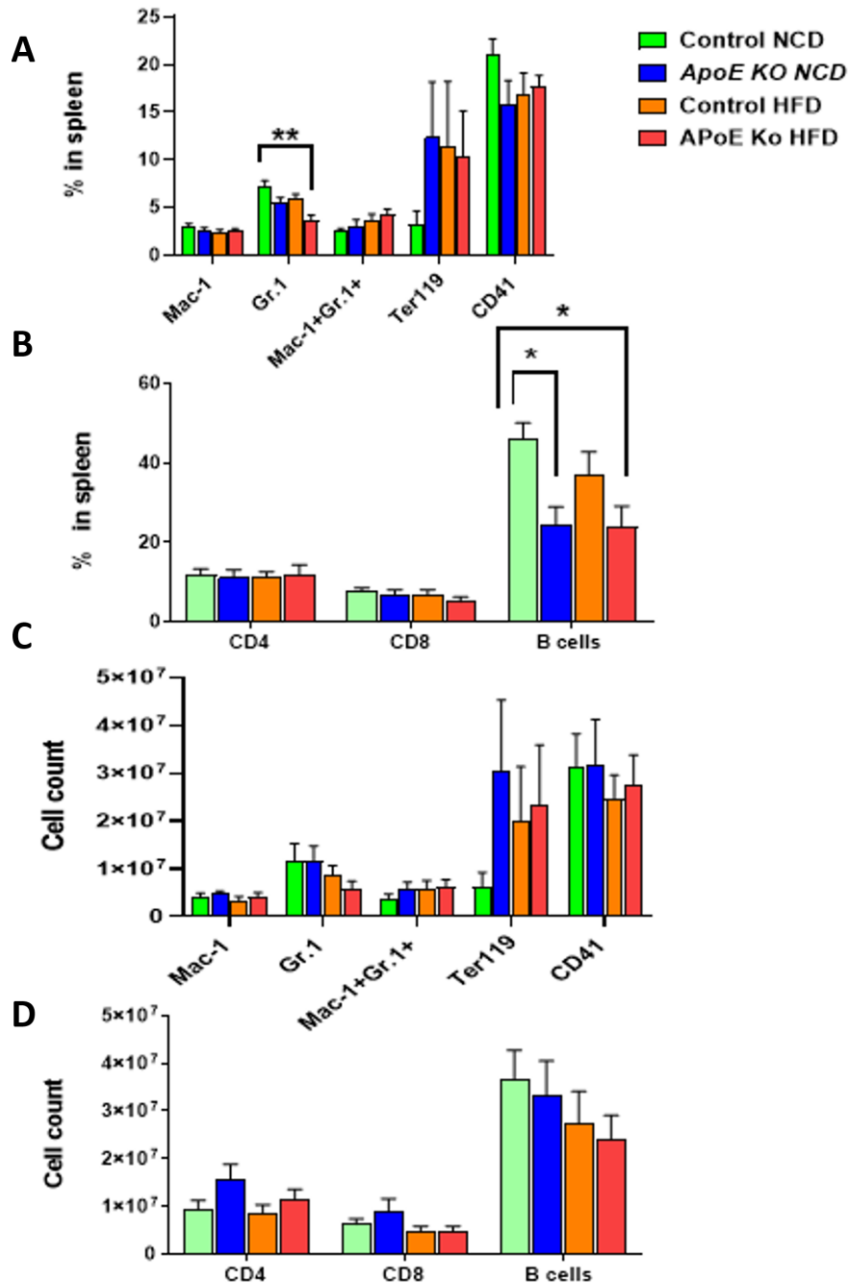 A
25
20
15
10
5
0
% in spleen
**
Mac-1
Gr.1
Mac-1+Gr.1+
Ter119
CD41
Control NCD
ApoE KO NCD
Control HFD
APoE Ko HFD
B
60
40
20
0
% in spleen
*
*
CD4
CD8
B cells
C
5×10⁷
4×10⁷
3×10⁷
2×10⁷
1×10⁷
0
Cell count
Mac-1
Gr.1
Mac-1+Gr.1+
Ter119
CD41
D
5×10⁷
4×10⁷
3×10⁷
2×10⁷
1×10⁷
0
Cell count
CD4
CD8
B cells